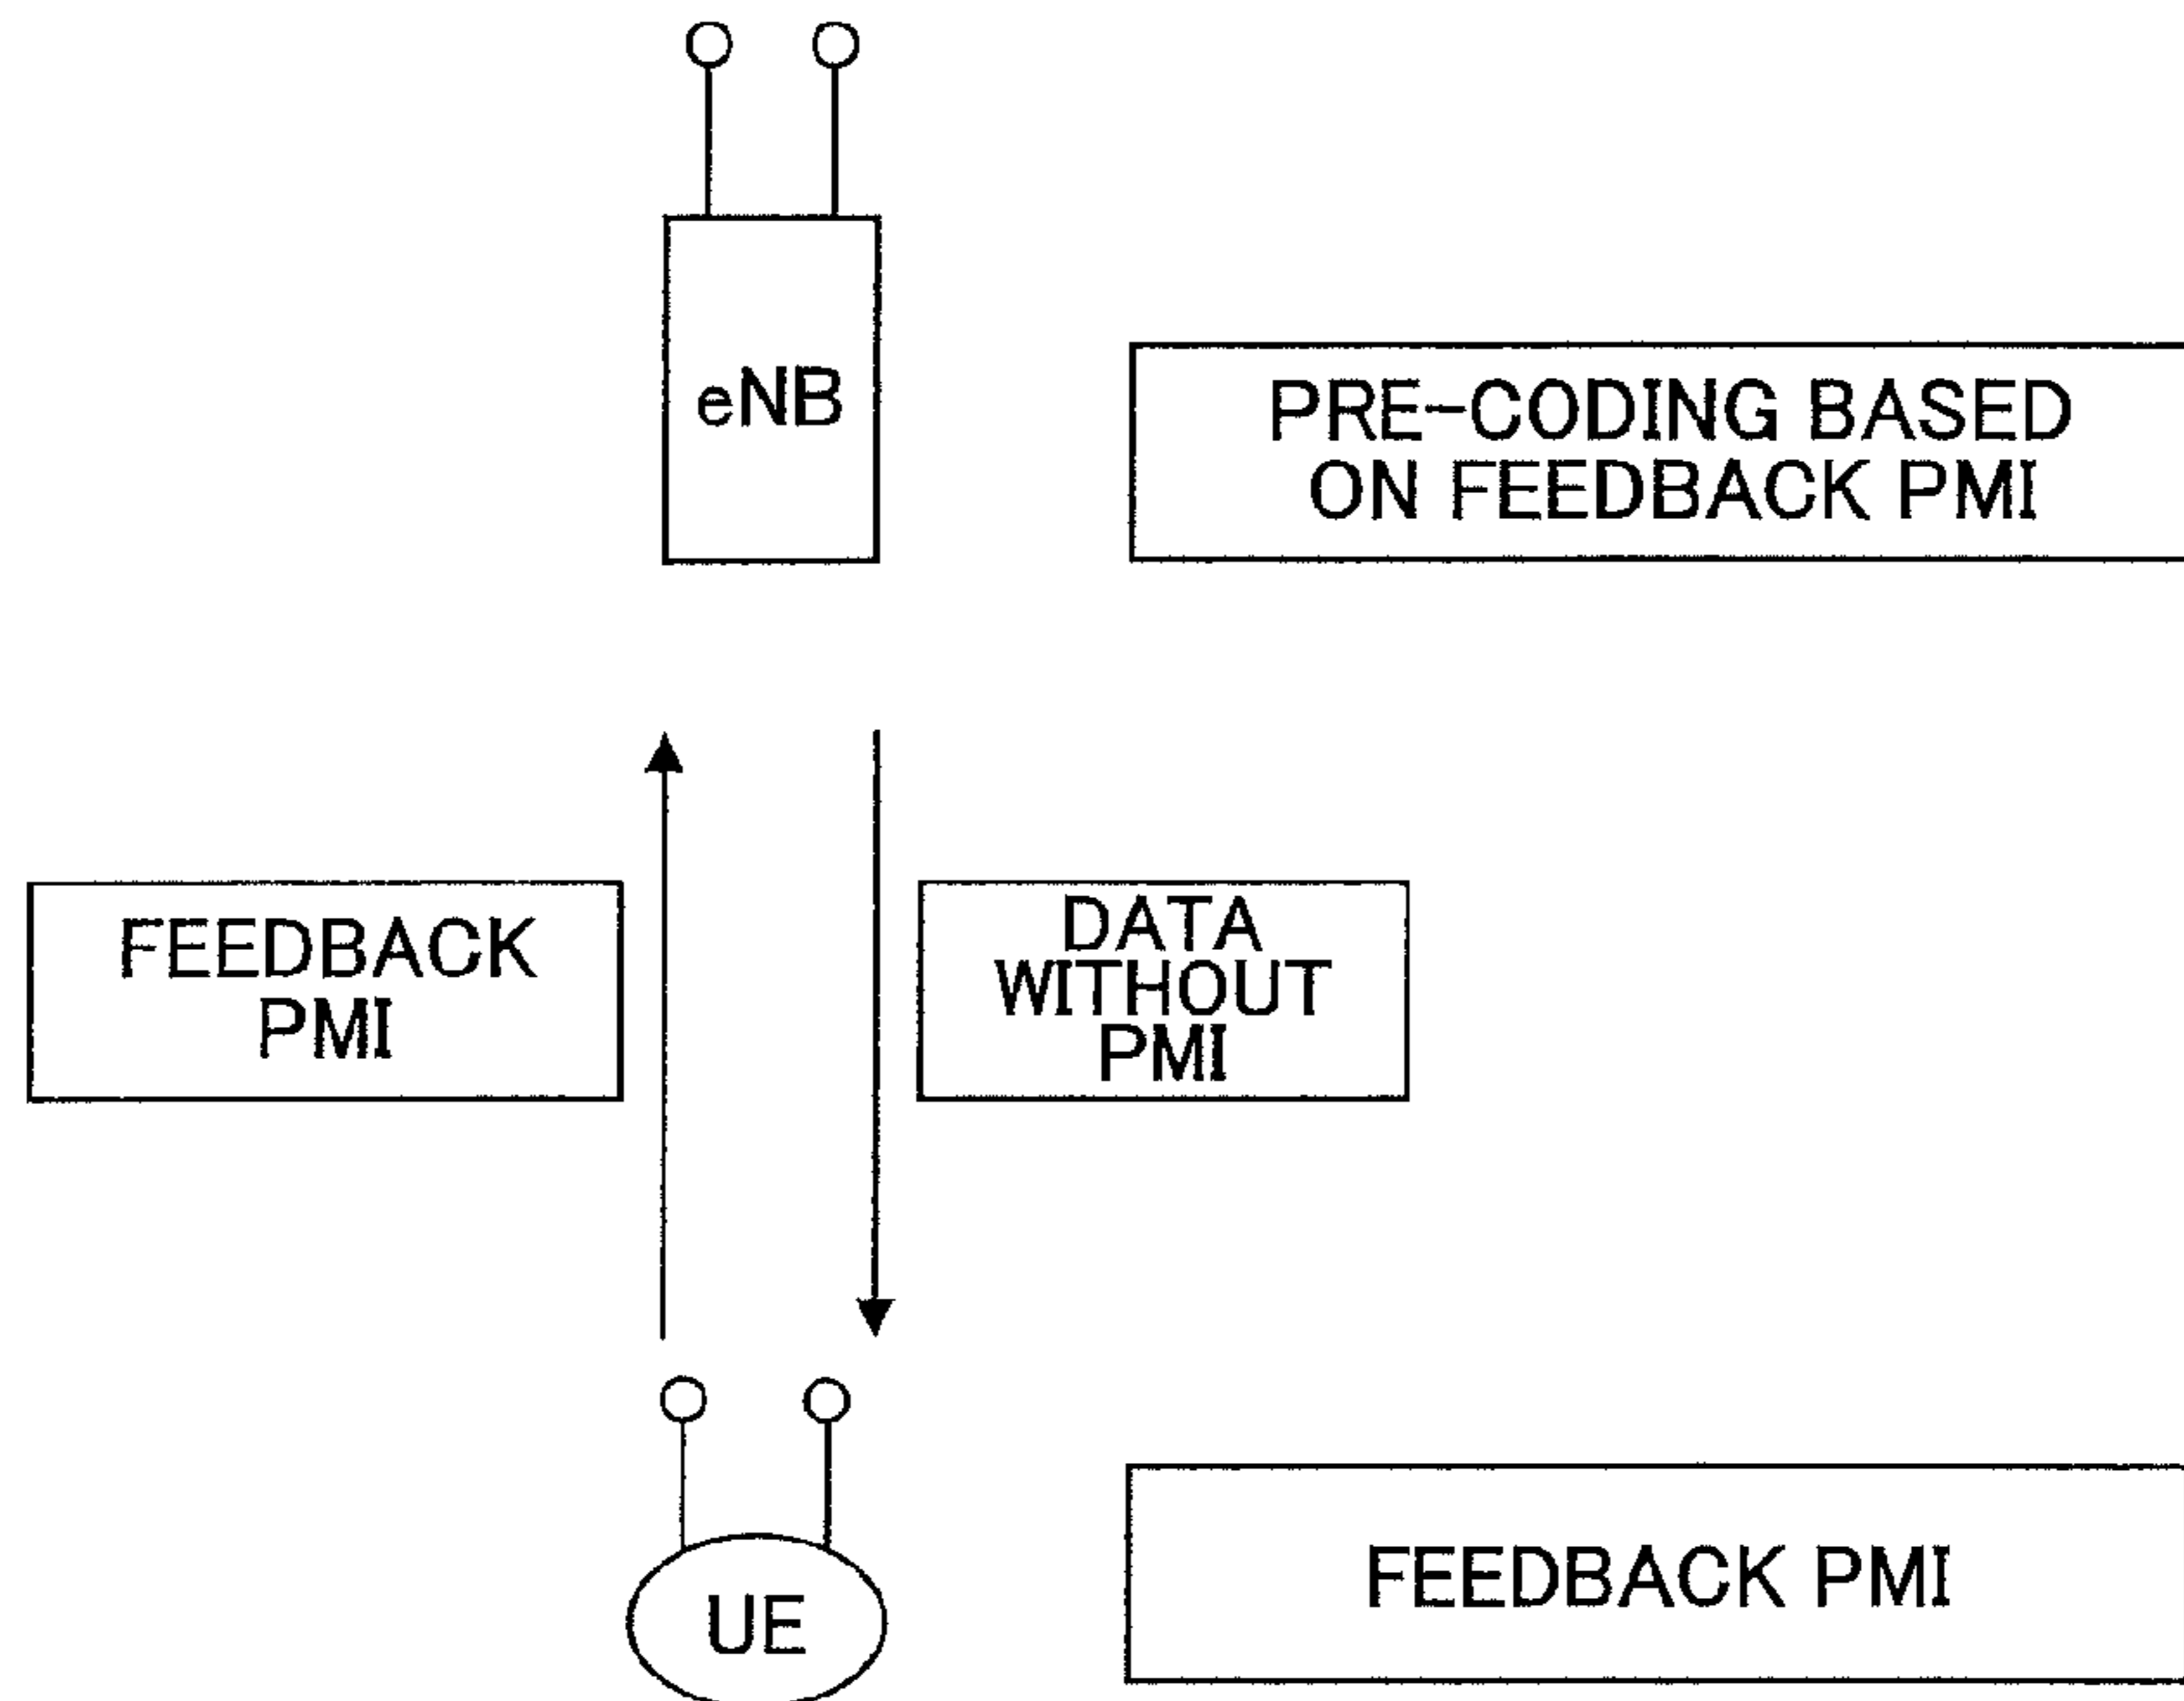 eNB
PRE-CODING BASED
ON FEEDBACK PMI
FEEDBACK
PMI
DATA
WITHOUT
PMI
UE
FEEDBACK PMI